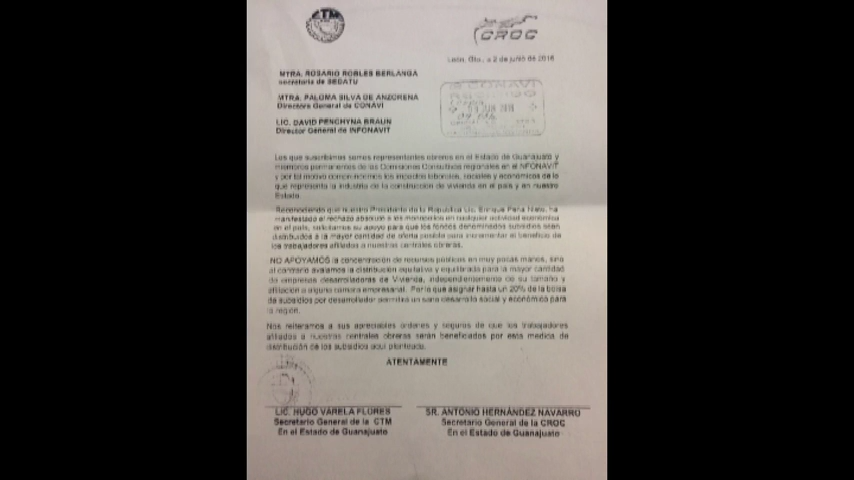 CTM
CROC
León, Gto., a 2 de junio de 2016
MTRA. ROSARIO ROBLES BERLANGA
secretaria de SEDATU
MTRA. PALOMA SILVA DE ANZORENA
Directora General de CONAVI
LIC. DAVID PENCHYNA BRAUN
Director General de INFONAVIT
CONAVI
RECIBIDO
Los que suscribimos somos representantes obreros en el Estado de Guanajuato y
miembros permanentes de las Comisiones Consultivas regionales en el INFONAVIT
y por tal motivo comprendemos los impactos laborales, sociales y económicos de lo
que representa la industria de la construcción de vivienda en el país y en nuestro
Estado.
Reconociendo que nuestro Presidente de la República Lic. Enrique Peña Nieto, ha
manifestado el rechazo absoluto a los monopolios en cualquier actividad económica
en el país, solicitamos su apoyo para que los fondos denominados subsidios sean
distribuidos a la mayor cantidad de oferta posible para incrementar el beneficio de
los trabajadores afiliados a nuestras centrales obreras.
NO APOYAMOS la concentración de recursos públicos en muy pocas manos, sino
al contrario avalamos la distribución equitativa y equilibrada para la mayor cantidad
de empresas desarrolladoras de Vivienda, independientemente de su tamaño o
afiliación a alguna cámara empresarial. Por lo que asignar hasta un 20% de la bolsa
de subsidios por desarrollador permitirá un sano desarrollo social y económico para
la región.
Nos reiteramos a sus apreciables órdenes y seguros de que los trabajadores
afiliados a nuestras centrales obreras serán beneficiados por esta medida de
distribución de los subsidios aquí planteada.
ATENTAMENTE
LIC. HUGO VARELA FLORES
Secretario General de la CTM
En el Estado de Guanajuato
SR. ANTONIO HERNÁNDEZ NAVARRO
Secretario General de la CROC
En el Estado de Guanajuato